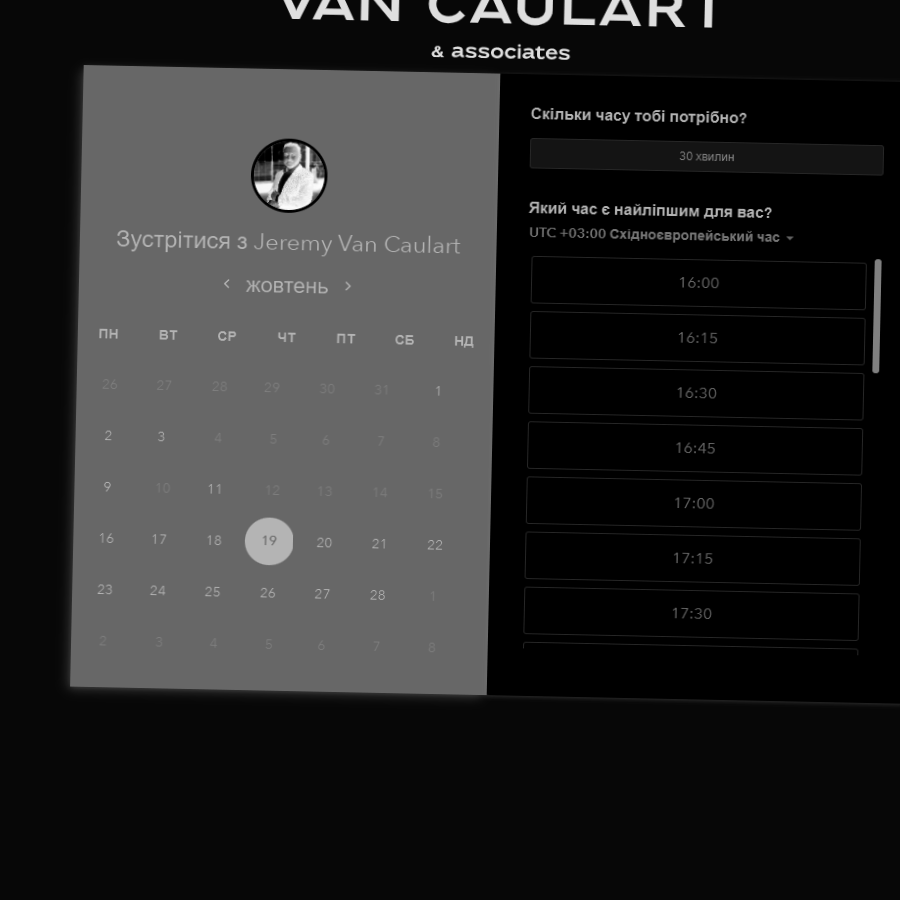 VAN CAULART
& associates
Зустрітися з Jeremy Van Caulart
жовтень
ПН ВТ СР ЧТ ПТ СБ НД
26 27 28 29 30 31 1
2 3 4 5 6 7 8
9 10 11 12 13 14 15
16 17 18 19 20 21 22
23 24 25 26 27 28 1
2 3 4 5 6 7 8
Скільки часу тобі потрібно?
30 хвилин
Який час є найліпшим для вас?
UTC +03:00 Східноєвропейський час
16:00
16:15
16:30
16:45
17:00
17:15
17:30